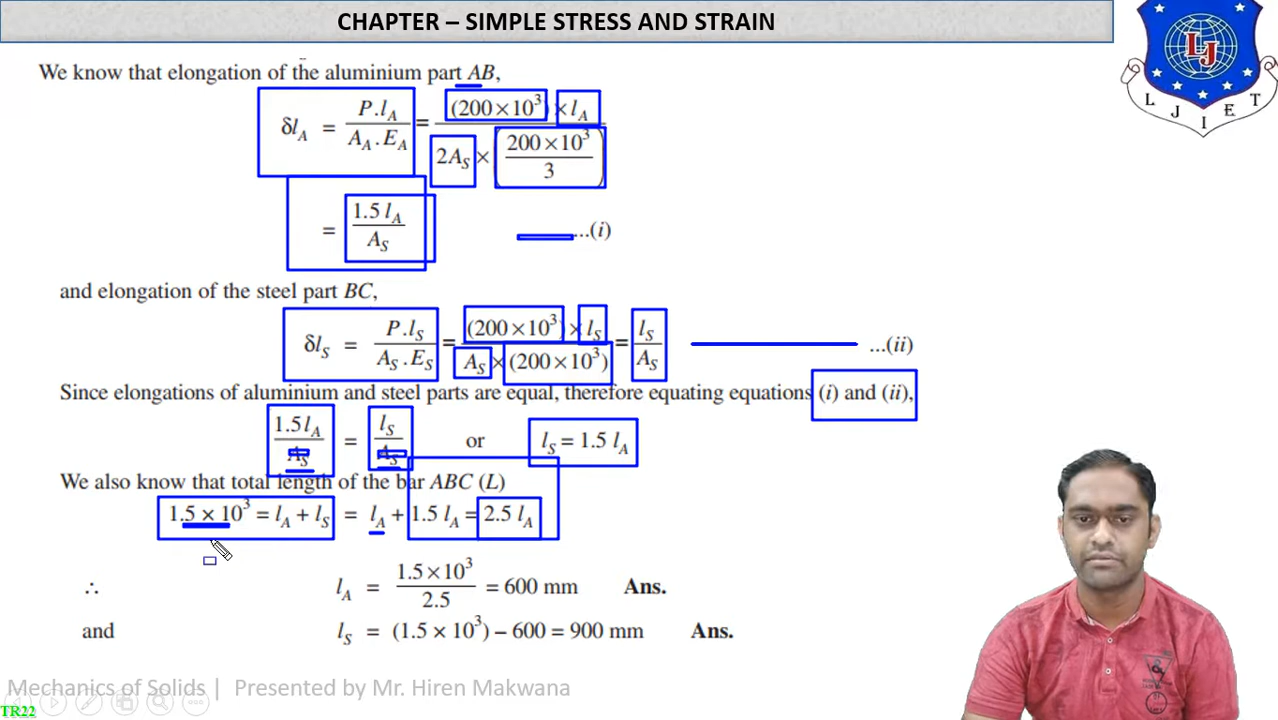 CHAPTER – SIMPLE STRESS AND STRAIN
LJ
L J I E T
We know that elongation of the aluminium part AB,
δl_A = P.l_A / A_A . E_A = (200 × 10³) × l_A / 2A_S × (200 × 10³ / 3)
= 1.5 l_A / A_S ...(i)
and elongation of the steel part BC,
δl_S = P.l_S / A_S . E_S = (200 × 10³) × l_S / A_S × (200 × 10³) = l_S / A_S ...(ii)
Since elongations of aluminium and steel parts are equal, therefore equating equations (i) and (ii),
1.5 l_A / A_S = l_S / A_S or l_S = 1.5 l_A
We also know that total length of the bar ABC (L)
1.5 × 10³ = l_A + l_S = l_A + 1.5 l_A = 2.5 l_A
∴ l_A = 1.5 × 10³ / 2.5 = 600 mm Ans.
and l_S = (1.5 × 10³) – 600 = 900 mm Ans.
Mechanics of Solids | Presented by Mr. Hiren Makwana
TR22